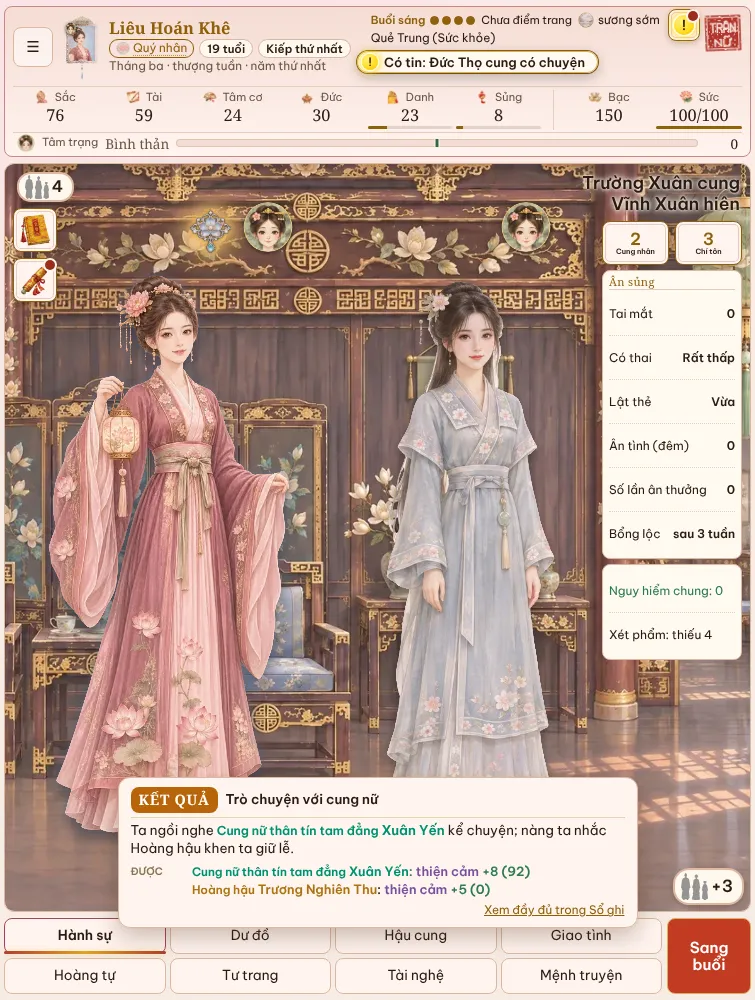 Liêu Hoán Khê
Quý nhân
19 tuổi
Kiếp thứ nhất
Tháng ba · thượng tuần · năm thứ nhất
Buổi sáng
Chưa điểm trang
sương sớm
Quẻ Trung (Sức khỏe)
! Có tin: Đức Thọ cung có chuyện
!
TRÂN NỮ
Sắc 76
Tài 59
Tâm cơ 24
Đức 30
Danh 23
Sủng 8
Bạc 150
Sức 100/100
Tâm trạng Bình thản 0
4
Trường Xuân cung
Vĩnh Xuân hiên
2 Cung nhân
3 Chí tôn
Ân sủng
Tai mắt 0
Có thai Rất thấp
Lật thẻ Vừa
Ân tình (đêm) 0
Số lần ân thưởng 0
Bổng lộc sau 3 tuần
Nguy hiểm chung: 0
Xét phẩm: thiếu 4
KẾT QUẢ Trò chuyện với cung nữ
Ta ngồi nghe Cung nữ thân tín tam đẳng Xuân Yến kể chuyện; nàng ta nhắc
Hoàng hậu khen ta giữ lễ.
ĐƯỢC Cung nữ thân tín tam đẳng Xuân Yến: thiện cảm +8 (92)
Hoàng hậu Trương Nghiên Thu: thiện cảm +5 (0)
Xem đầy đủ trong Sổ ghi
+3
Hành sự
Dư đồ
Hậu cung
Giao tình
Sang buổi
Hoàng tự
Tư trang
Tài nghệ
Mệnh truyện